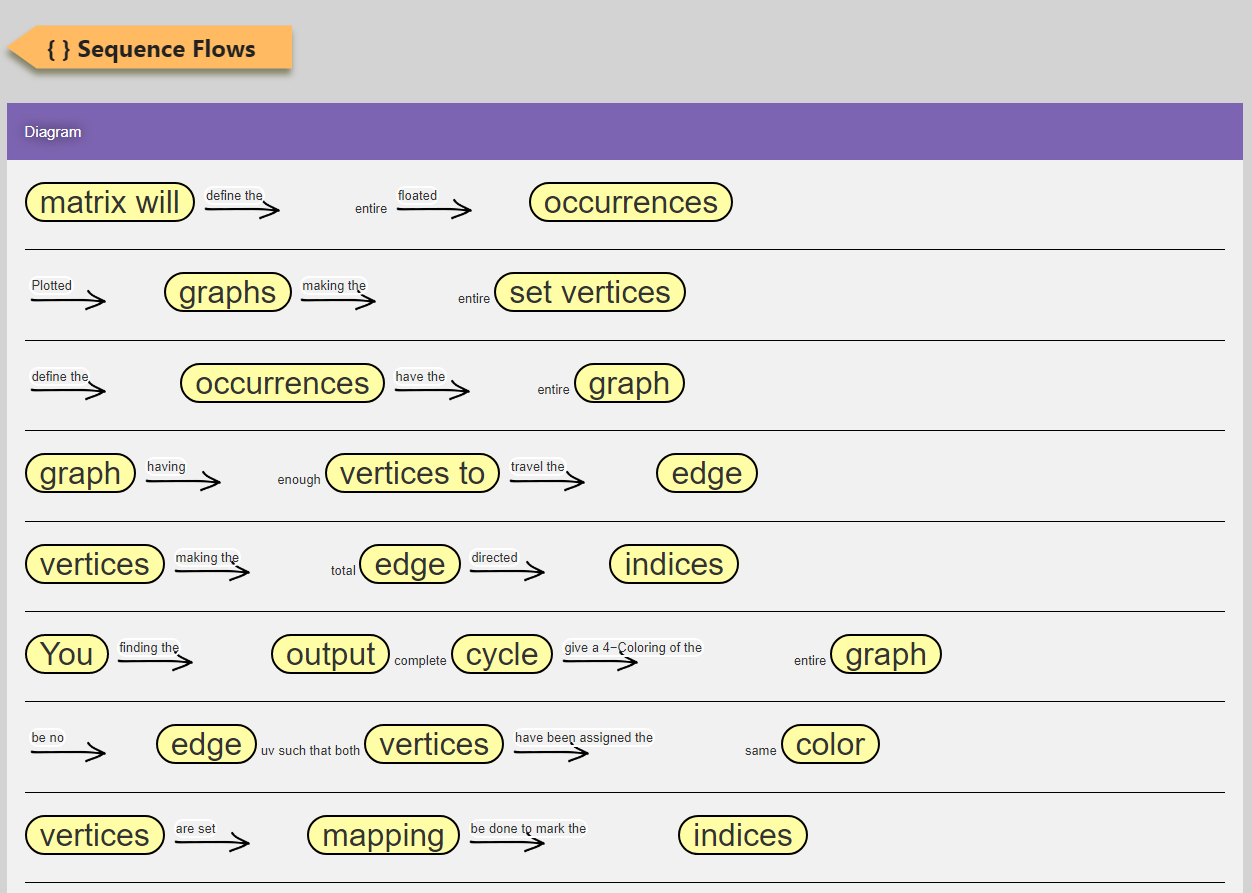 { } Sequence Flows
Diagram
matrix will define the entire floated occurrences
Plotted graphs making the entire set vertices
define the occurrences have the entire graph
graph having enough vertices to travel the edge
vertices making the total edge directed indices
You finding the output complete cycle give a 4-Coloring of the entire graph
be no edge uv such that both vertices have been assigned the same color
vertices are set mapping be done to mark the indices